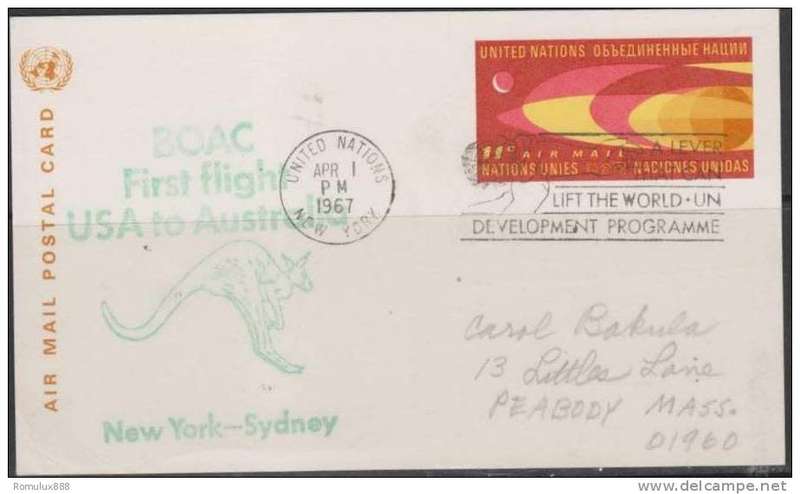 AIR MAIL POSTAL CARD
BOAC
First flight
USA to Australia
New York-Sydney
UNITED NATIONS
APR 1
PM
1967
NEW YORK
UNITED NATIONS ОБЪЕДИНЕННЫЕ НАЦИИ
11c AIR MAIL
NATIONS UNIES NACIONES UNIDAS
A LEVER
LIFT THE WORLD · UN
DEVELOPMENT PROGRAMME
Carol Bakula
13 Littles Lane
PEABODY MASS.
01960
Romulux888
www.delcampe.net